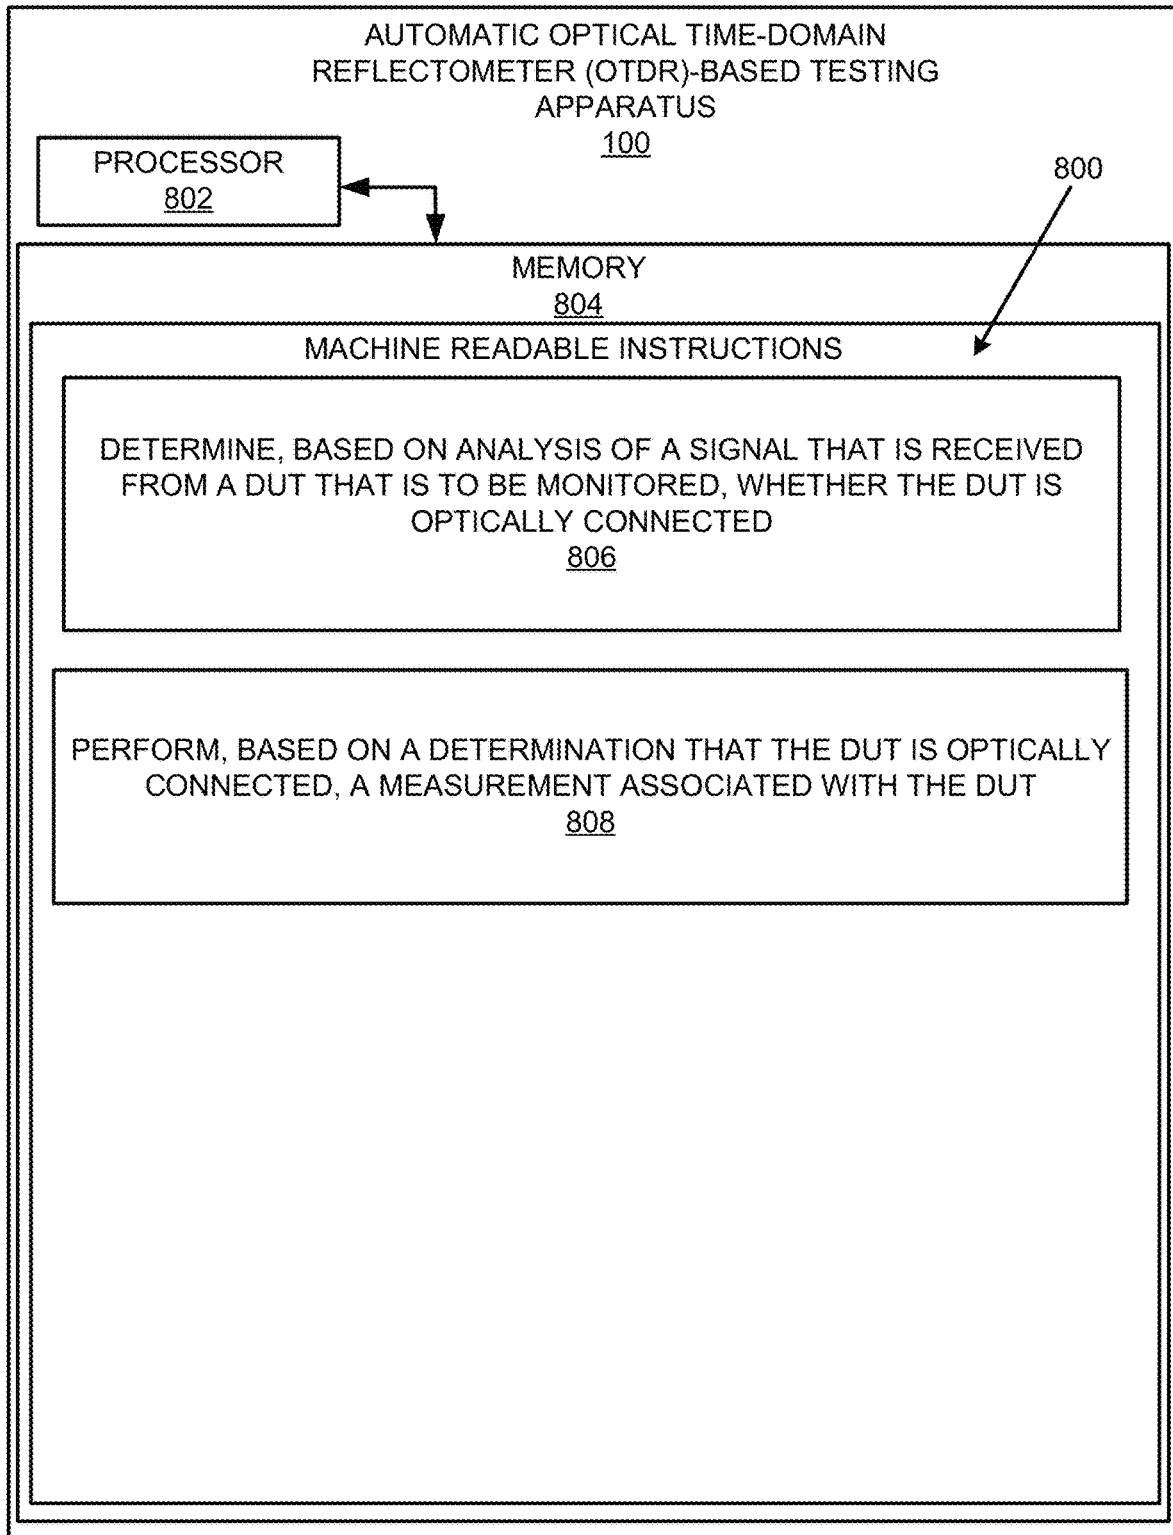 AUTOMATIC OPTICAL TIME-DOMAIN
REFLECTOMETER (OTDR)-BASED TESTING
APPARATUS
100
PROCESSOR
802
800
MEMORY
804
MACHINE READABLE INSTRUCTIONS
DETERMINE, BASED ON ANALYSIS OF A SIGNAL THAT IS RECEIVED
FROM A DUT THAT IS TO BE MONITORED, WHETHER THE DUT IS
OPTICALLY CONNECTED
806
PERFORM, BASED ON A DETERMINATION THAT THE DUT IS OPTICALLY
CONNECTED, A MEASUREMENT ASSOCIATED WITH THE DUT
808